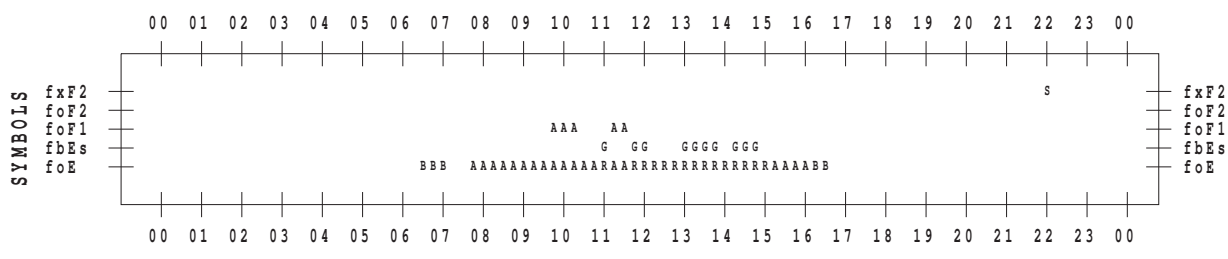 00 01 02 03 04 05 06 07 08 09 10 11 12 13 14 15 16 17 18 19 20 21 22 23 00
SYMBOLS
fxF2 S fxF2
foF2 foF2
foF1 AAA AA foF1
fbEs G GG GGGG GGG fbEs
foE BBB AAAAAAAAAAAAARAARRRRRRRRRRRRRRAAAABB foE
00 01 02 03 04 05 06 07 08 09 10 11 12 13 14 15 16 17 18 19 20 21 22 23 00